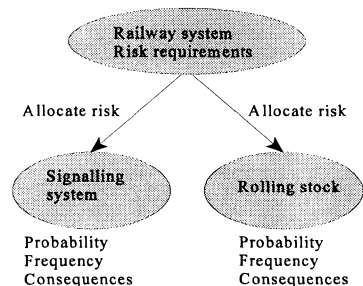 Railway system
Risk requirements
Allocate risk
Allocate risk
Signalling
system
Rolling stock
Probability
Frequency
Consequences
Probability
Frequency
Consequences